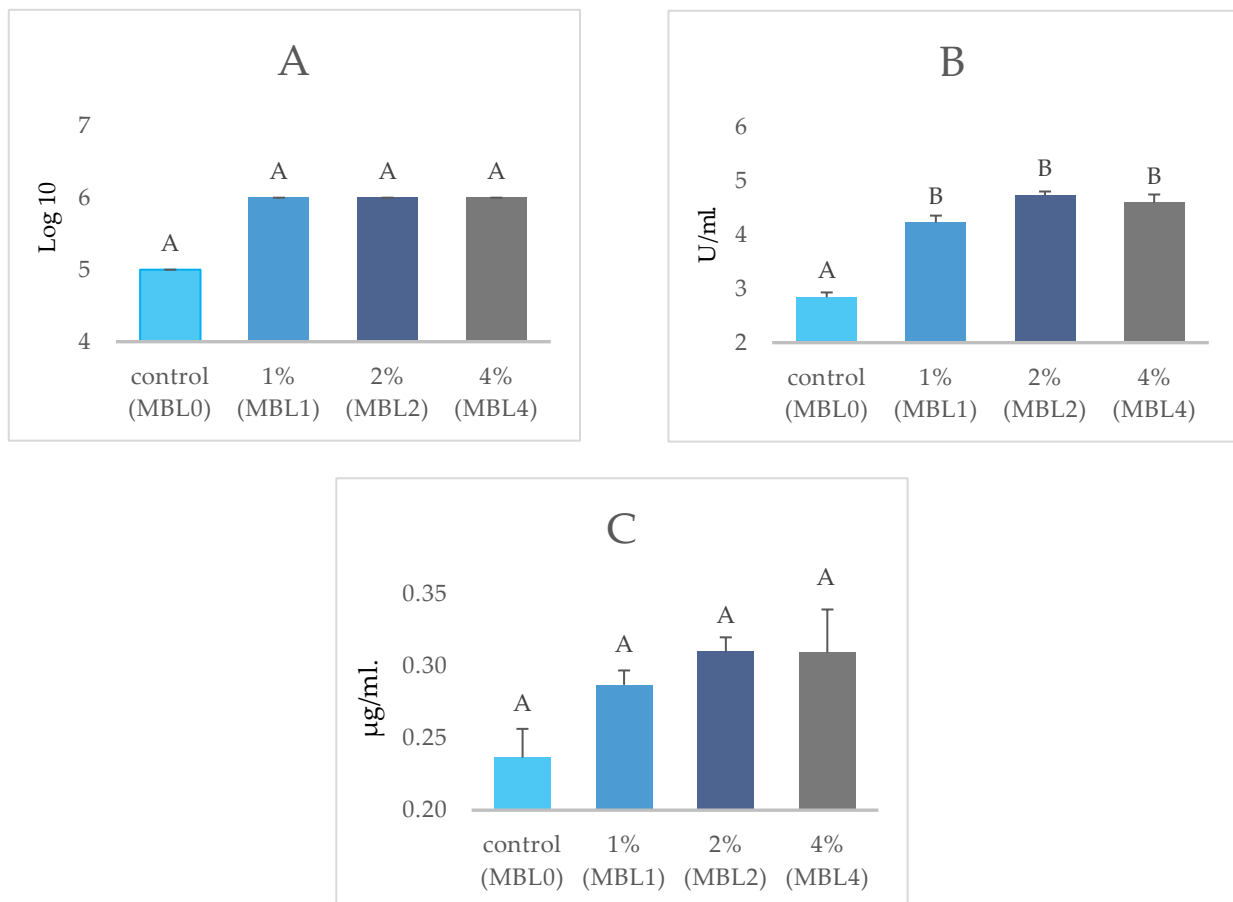 A
7
6
5
4
Log 10
A
A
A
A
control
(MBL0)
1%
(MBL1)
2%
(MBL2)
4%
(MBL4)
B
6
5
4
3
2
U/ml.
A
B
B
B
control
(MBL0)
1%
(MBL1)
2%
(MBL2)
4%
(MBL4)
C
0.35
0.30
0.25
0.20
µg/ml.
A
A
A
A
control
(MBL0)
1%
(MBL1)
2%
(MBL2)
4%
(MBL4)